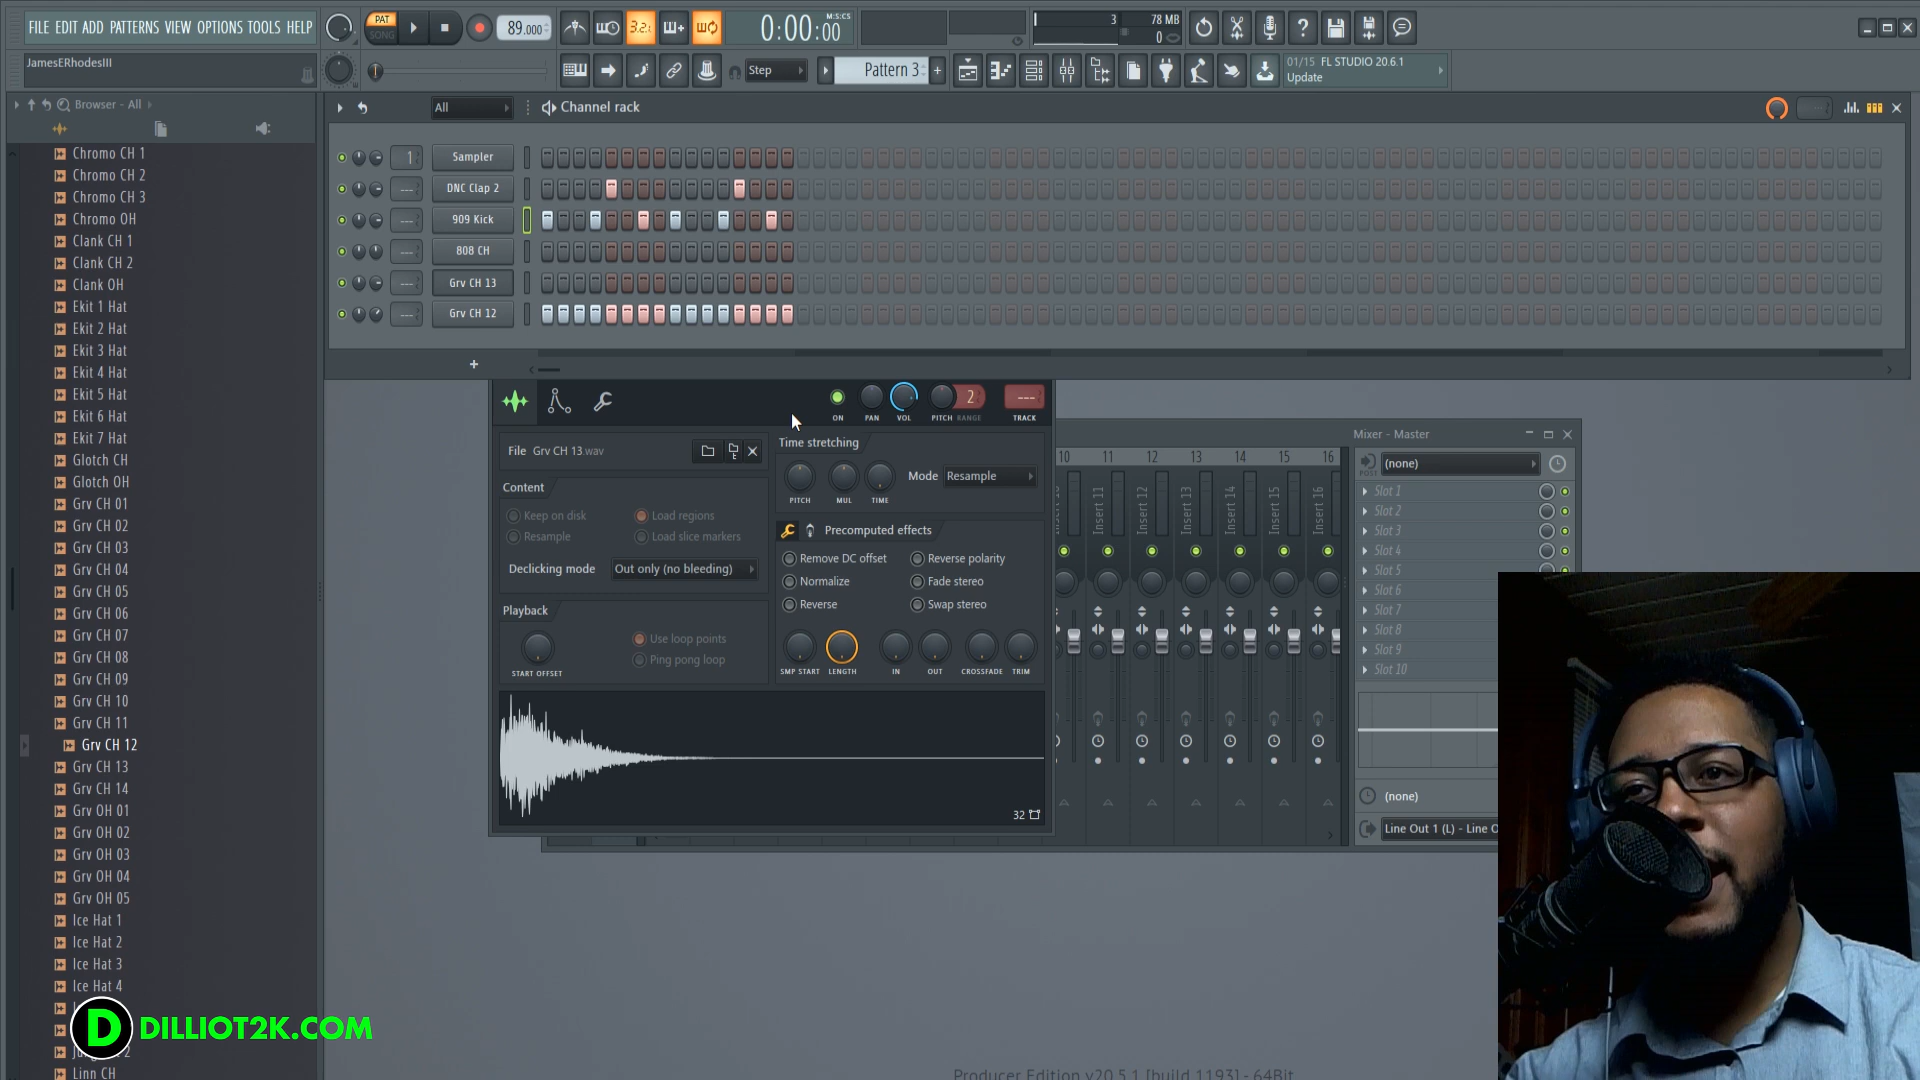 FILE EDIT ADD PATTERNS VIEW OPTIONS TOOLS HELP
PAT
SONG
89.000
3.2.
0:00:00
M:S:CS
3
78 MB
0
JamesERhodesIII
Step
Pattern 3
+
01/15 FL STUDIO 20.6.1
Update
Browser - All
All
Channel rack
1
Sampler
---
DNC Clap 2
---
909 Kick
---
808 CH
---
Grv CH 13
---
Grv CH 12
+
Chromo CH 1
Chromo CH 2
Chromo CH 3
Chromo OH
Clank CH 1
Clank CH 2
Clank OH
Ekit 1 Hat
Ekit 2 Hat
Ekit 3 Hat
Ekit 4 Hat
Ekit 5 Hat
Ekit 6 Hat
Ekit 7 Hat
Glotch CH
Glotch OH
Grv CH 01
Grv CH 02
Grv CH 03
Grv CH 04
Grv CH 05
Grv CH 06
Grv CH 07
Grv CH 08
Grv CH 09
Grv CH 10
Grv CH 11
Grv CH 12
Grv CH 13
Grv CH 14
Grv OH 01
Grv OH 02
Grv OH 03
Grv OH 04
Grv OH 05
Ice Hat 1
Ice Hat 2
Ice Hat 3
Ice Hat 4
Linn CH
ON
PAN
VOL
PITCH
RANGE
2
---
TRACK
File Grv CH 13.wav
Content
Keep on disk
Load regions
Resample
Load slice markers
Declicking mode
Out only (no bleeding)
Playback
Use loop points
Ping pong loop
START OFFSET
Time stretching
PITCH
MUL
TIME
Mode
Resample
Precomputed effects
Remove DC offset
Reverse polarity
Normalize
Fade stereo
Reverse
Swap stereo
SMP START
LENGTH
IN
OUT
CROSSFADE
TRIM
32
10
11
12
13
14
15
16
Insert 11
Insert 12
Insert 13
Insert 14
Insert 15
Insert 16
Mixer - Master
POST
(none)
Slot 1
Slot 2
Slot 3
Slot 4
Slot 5
Slot 6
Slot 7
Slot 8
Slot 9
Slot 10
(none)
Line Out 1 (L) - Line O
D
DILLIOT2K.COM
Producer Edition v20.5.1 [build 1193] - 64Bit